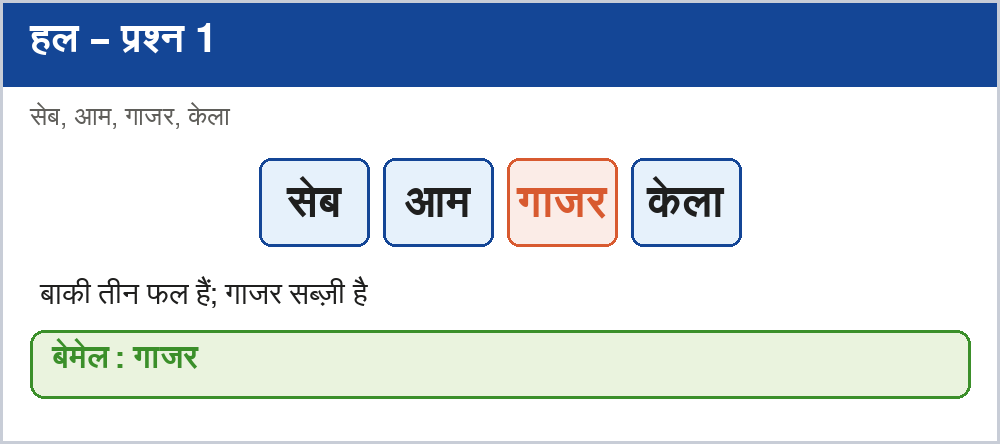 हल – प्रश्न 1
सेब, आम, गाजर, केला
सेब आम गाजर केला
बाकी तीन फल हैं; गाजर सब्ज़ी है
बेमेल : गाजर